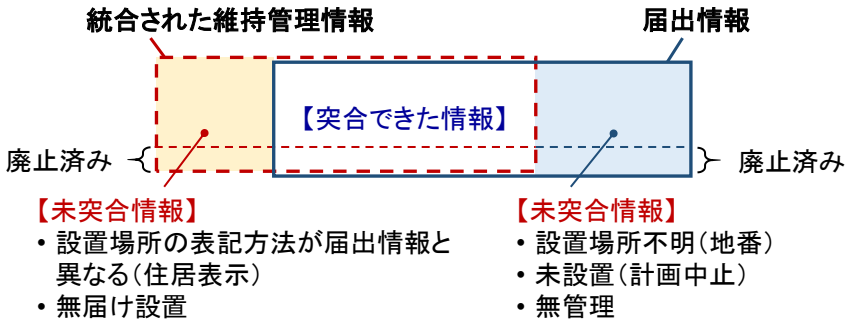 統合された維持管理情報
届出情報
【突合できた情報】
廃止済み
廃止済み
【未突合情報】
・設置場所の表記方法が届出情報と
異なる(住居表示)
・無届け設置
【未突合情報】
・設置場所不明(地番)
・未設置(計画中止)
・無管理